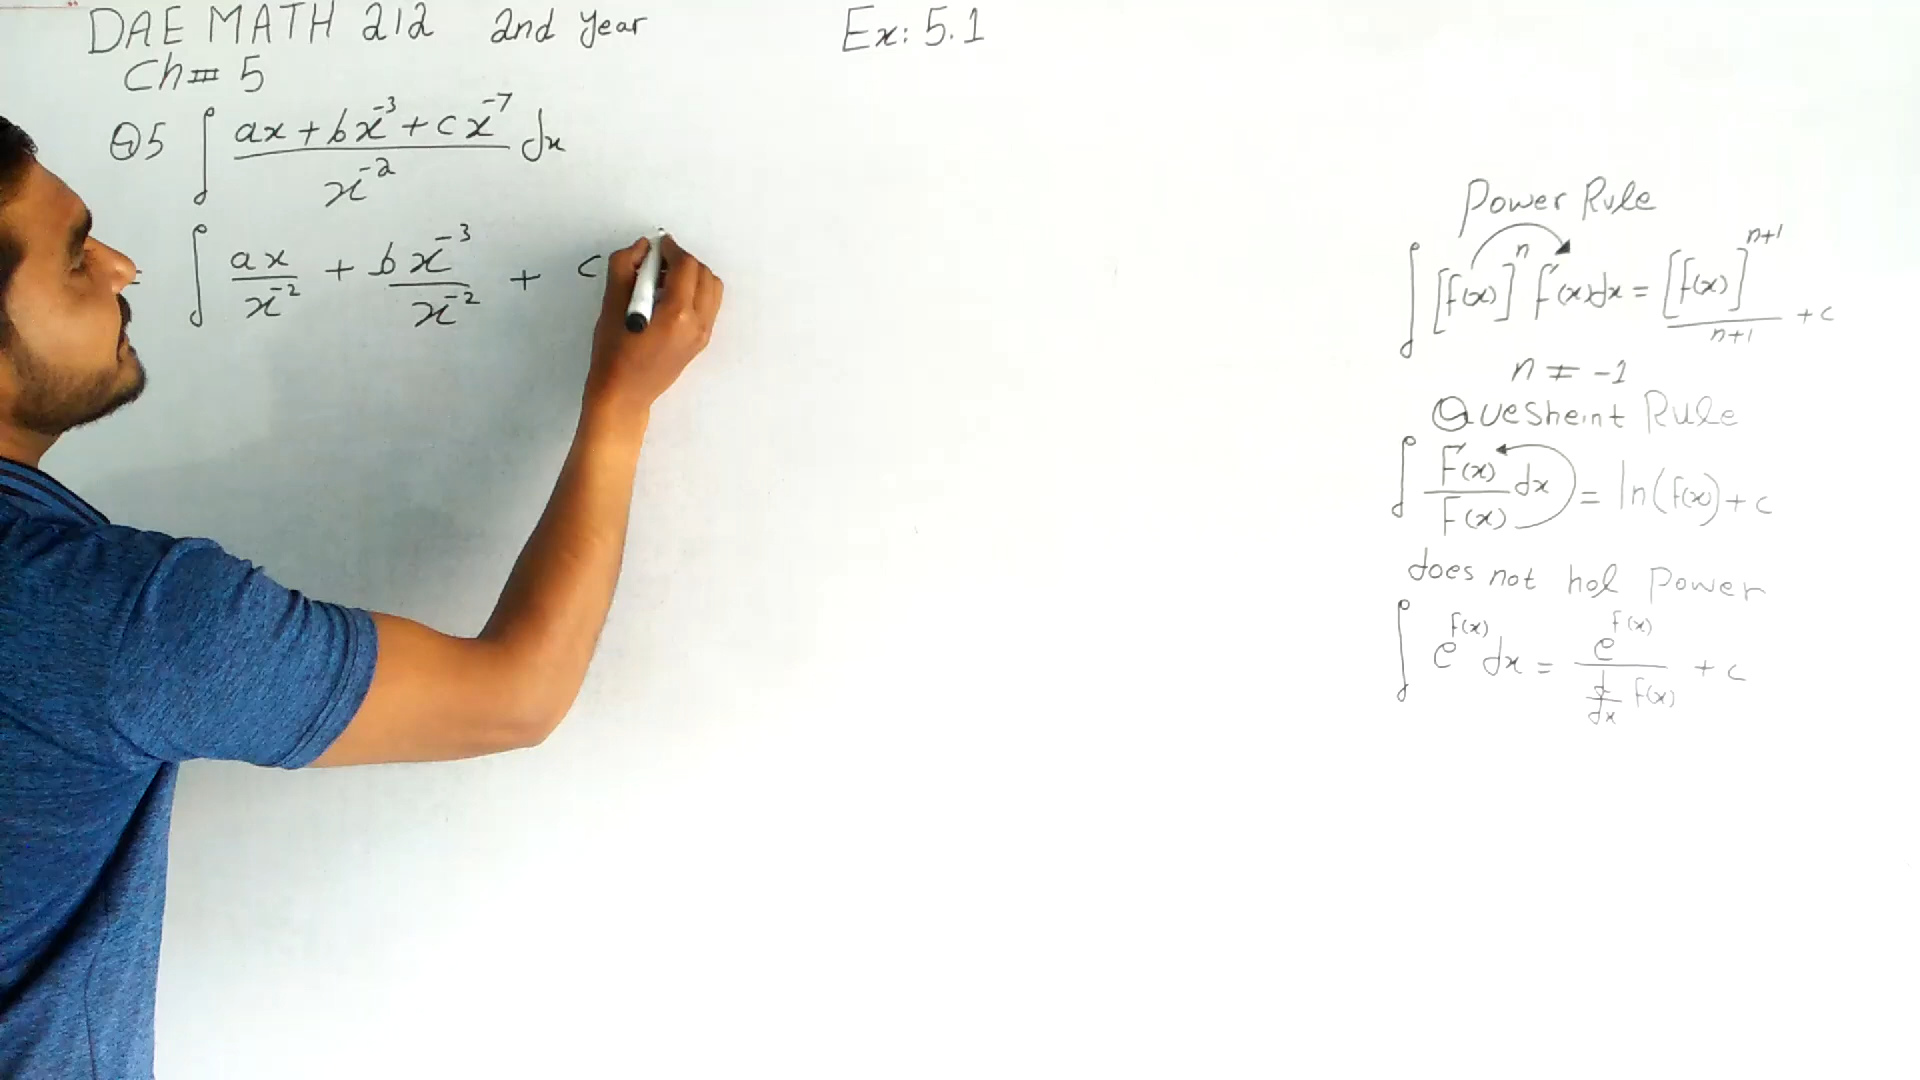 DAE MATH 212 2nd Year Ex: 5.1
Ch# 5
Q5 ∫ (ax + bx^-3 + cx^-7)/x^-2 dx
= ∫ ax/x^-2 + bx^-3/x^-2 + c
Power Rule
∫ [f(x)]^n f'(x)dx = [f(x)]^(n+1)/(n+1) + c
n ≠ -1
Quesheint Rule
∫ F'(x)/F(x) dx = ln(f(x)) + c
does not hol Power
∫ e^f(x) dx = e^f(x)/(d/dx f(x)) + c